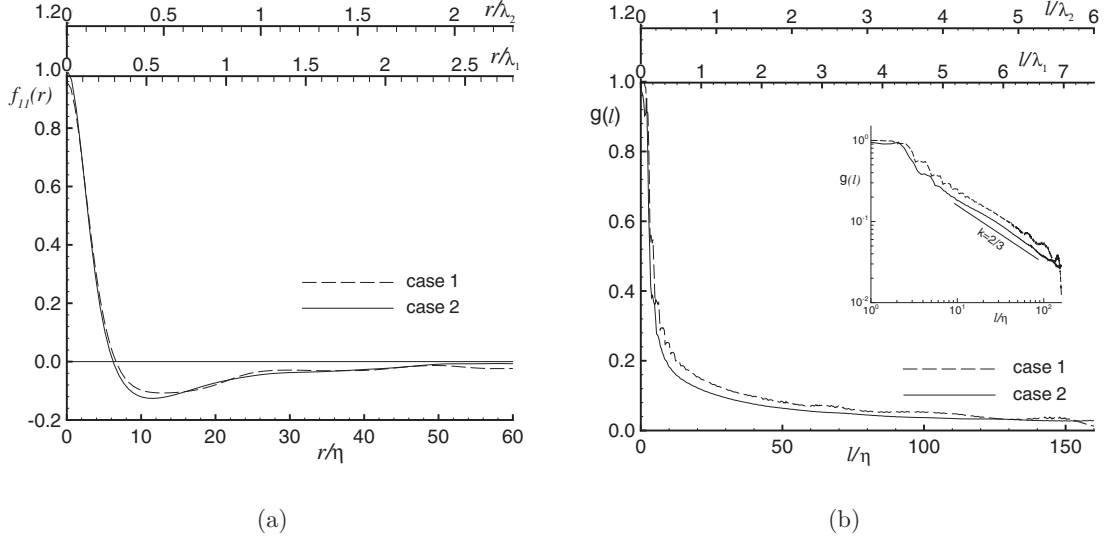 1.20 0.5 1 1.5 2 r/λ2
0 0.5 1 1.5 2 2.5 r/λ1
1.0
f11(r)
0.8
0.6
0.4
0.2
0.0
-0.2
case 1
case 2
0 10 20 30 40 50 60
r/η
(a)
1.20 1 2 3 4 5 l/λ2 6
0 1 2 3 4 5 6 l/λ1 7
1.0
g(l)
0.8
0.6
0.4
0.2
0.0
10^0
g(l)
10^-1
k=2/3
10^-2
10^0 10^1 10^2
l/η
case 1
case 2
0 50 100 150
l/η
(b)